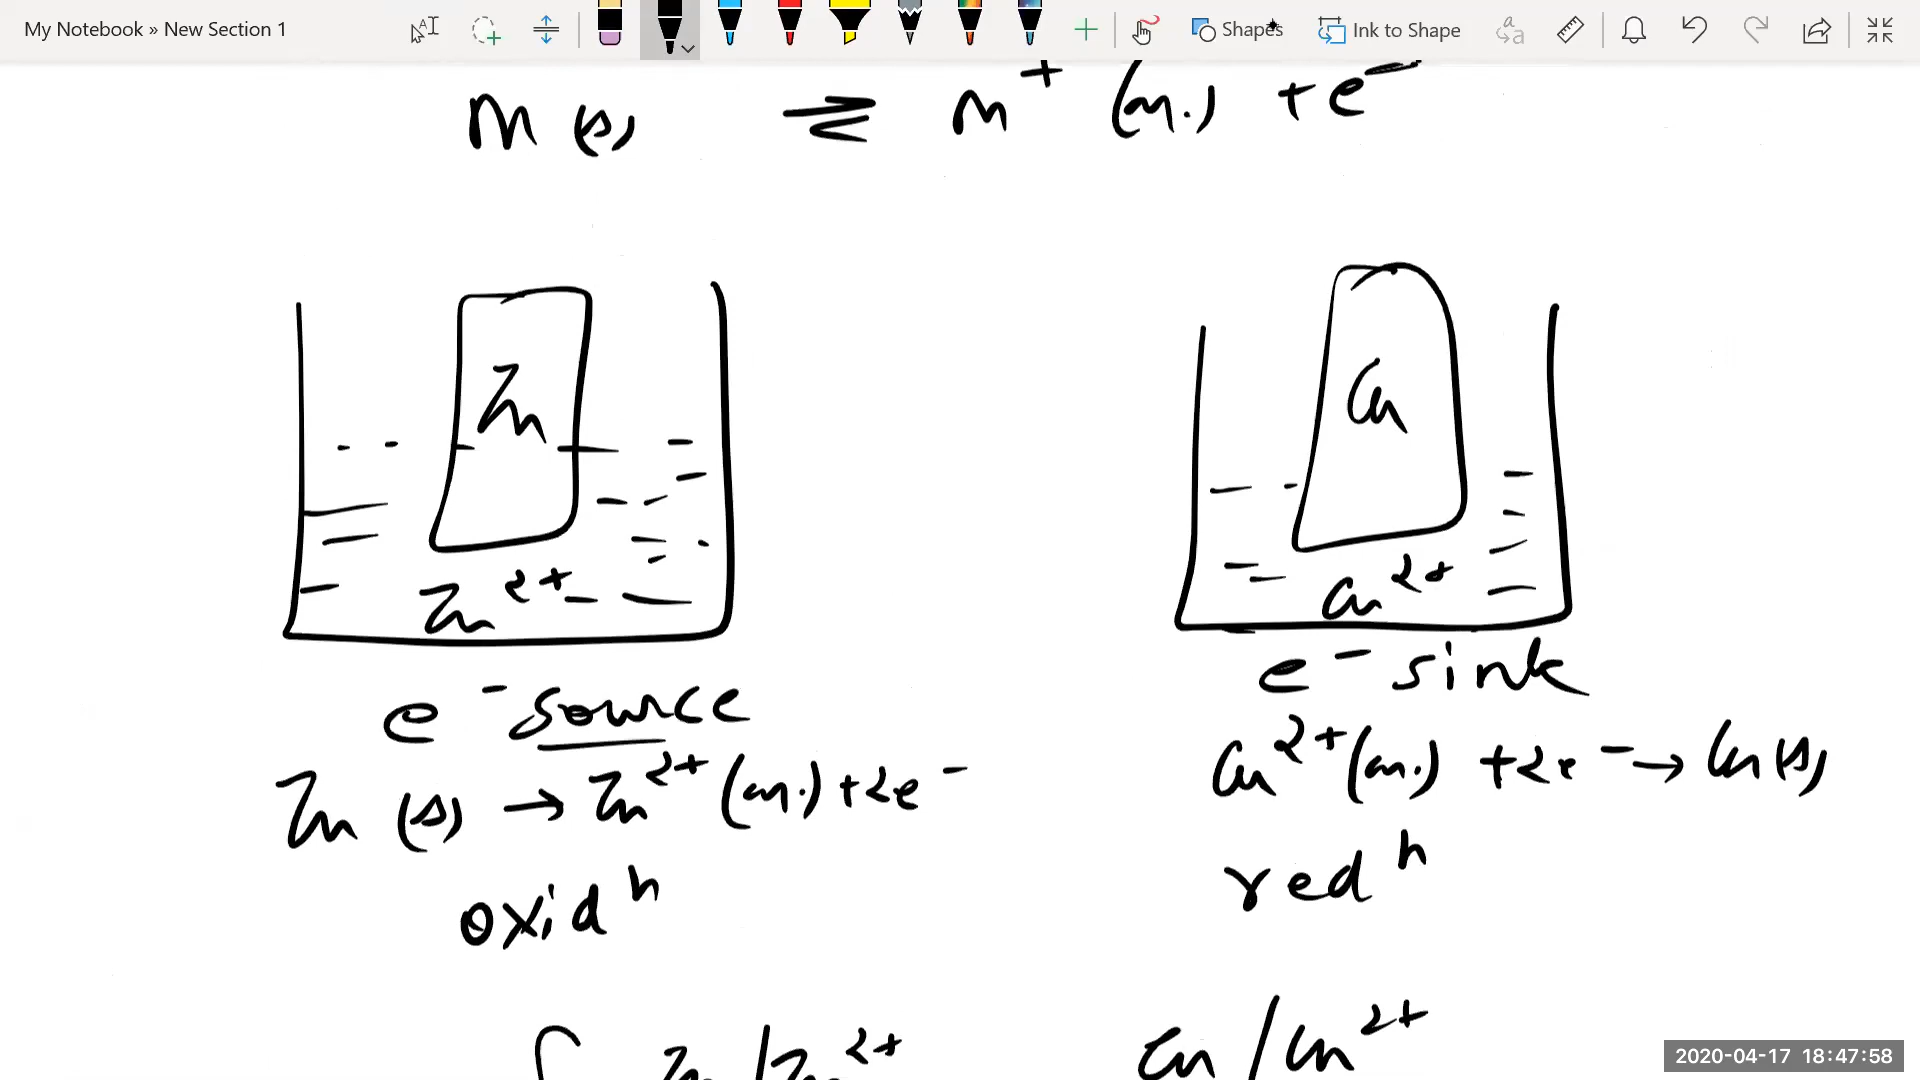 My Notebook » New Section 1
Shapes
Ink to Shape
M (s) ⇌ M⁺ (aq.) + e⁻
Zn
Cu
Zn²⁺
Cu²⁺
e⁻ source
e⁻ sink
Zn (s) → Zn²⁺ (aq.) + 2e⁻
Cu²⁺ (aq.) + 2e⁻ → Cu(s)
oxidⁿ
redⁿ
Zn/Zn²⁺
Cu/Cu²⁺
2020-04-17 18:47:58